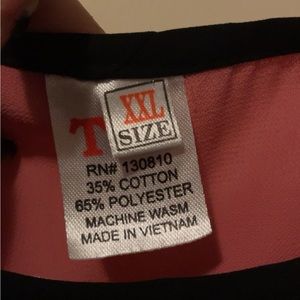 T
XXL
SIZE
RN# 130810
35% COTTON
65% POLYESTER
MACHINE WASM
MADE IN VIETNAM